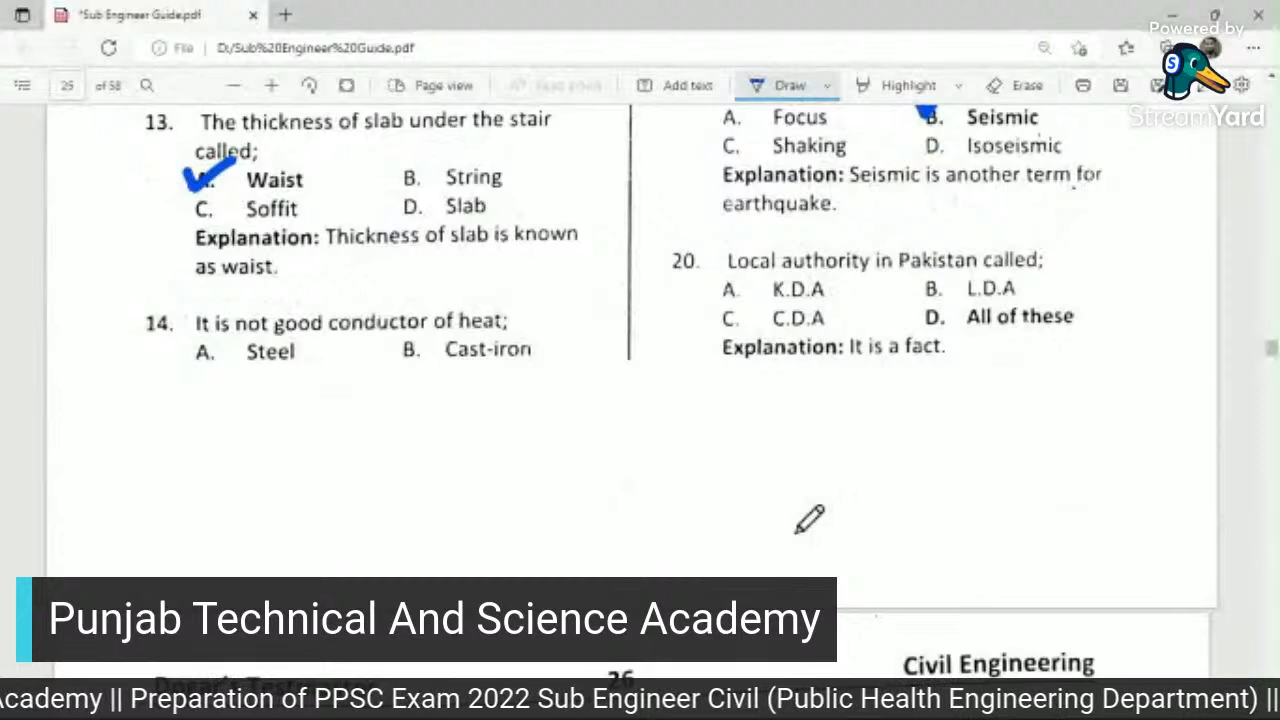 *Sub Engineer Guide.pdf
File D:/Sub%20Engineer%20Guide.pdf
25 of 58 Page view Add text Draw Highlight Erase
Powered by
StreamYard
13. The thickness of slab under the stair
called;
A. Waist B. String
C. Soffit D. Slab
Explanation: Thickness of slab is known
as waist.
14. It is not good conductor of heat;
A. Steel B. Cast-iron
A. Focus B. Seismic
C. Shaking D. Isoseismic
Explanation: Seismic is another term for
earthquake.
20. Local authority in Pakistan called;
A. K.D.A B. L.D.A
C. C.D.A D. All of these
Explanation: It is a fact.
Punjab Technical And Science Academy
26 Civil Engineering
Academy || Preparation of PPSC Exam 2022 Sub Engineer Civil (Public Health Engineering Department) ||